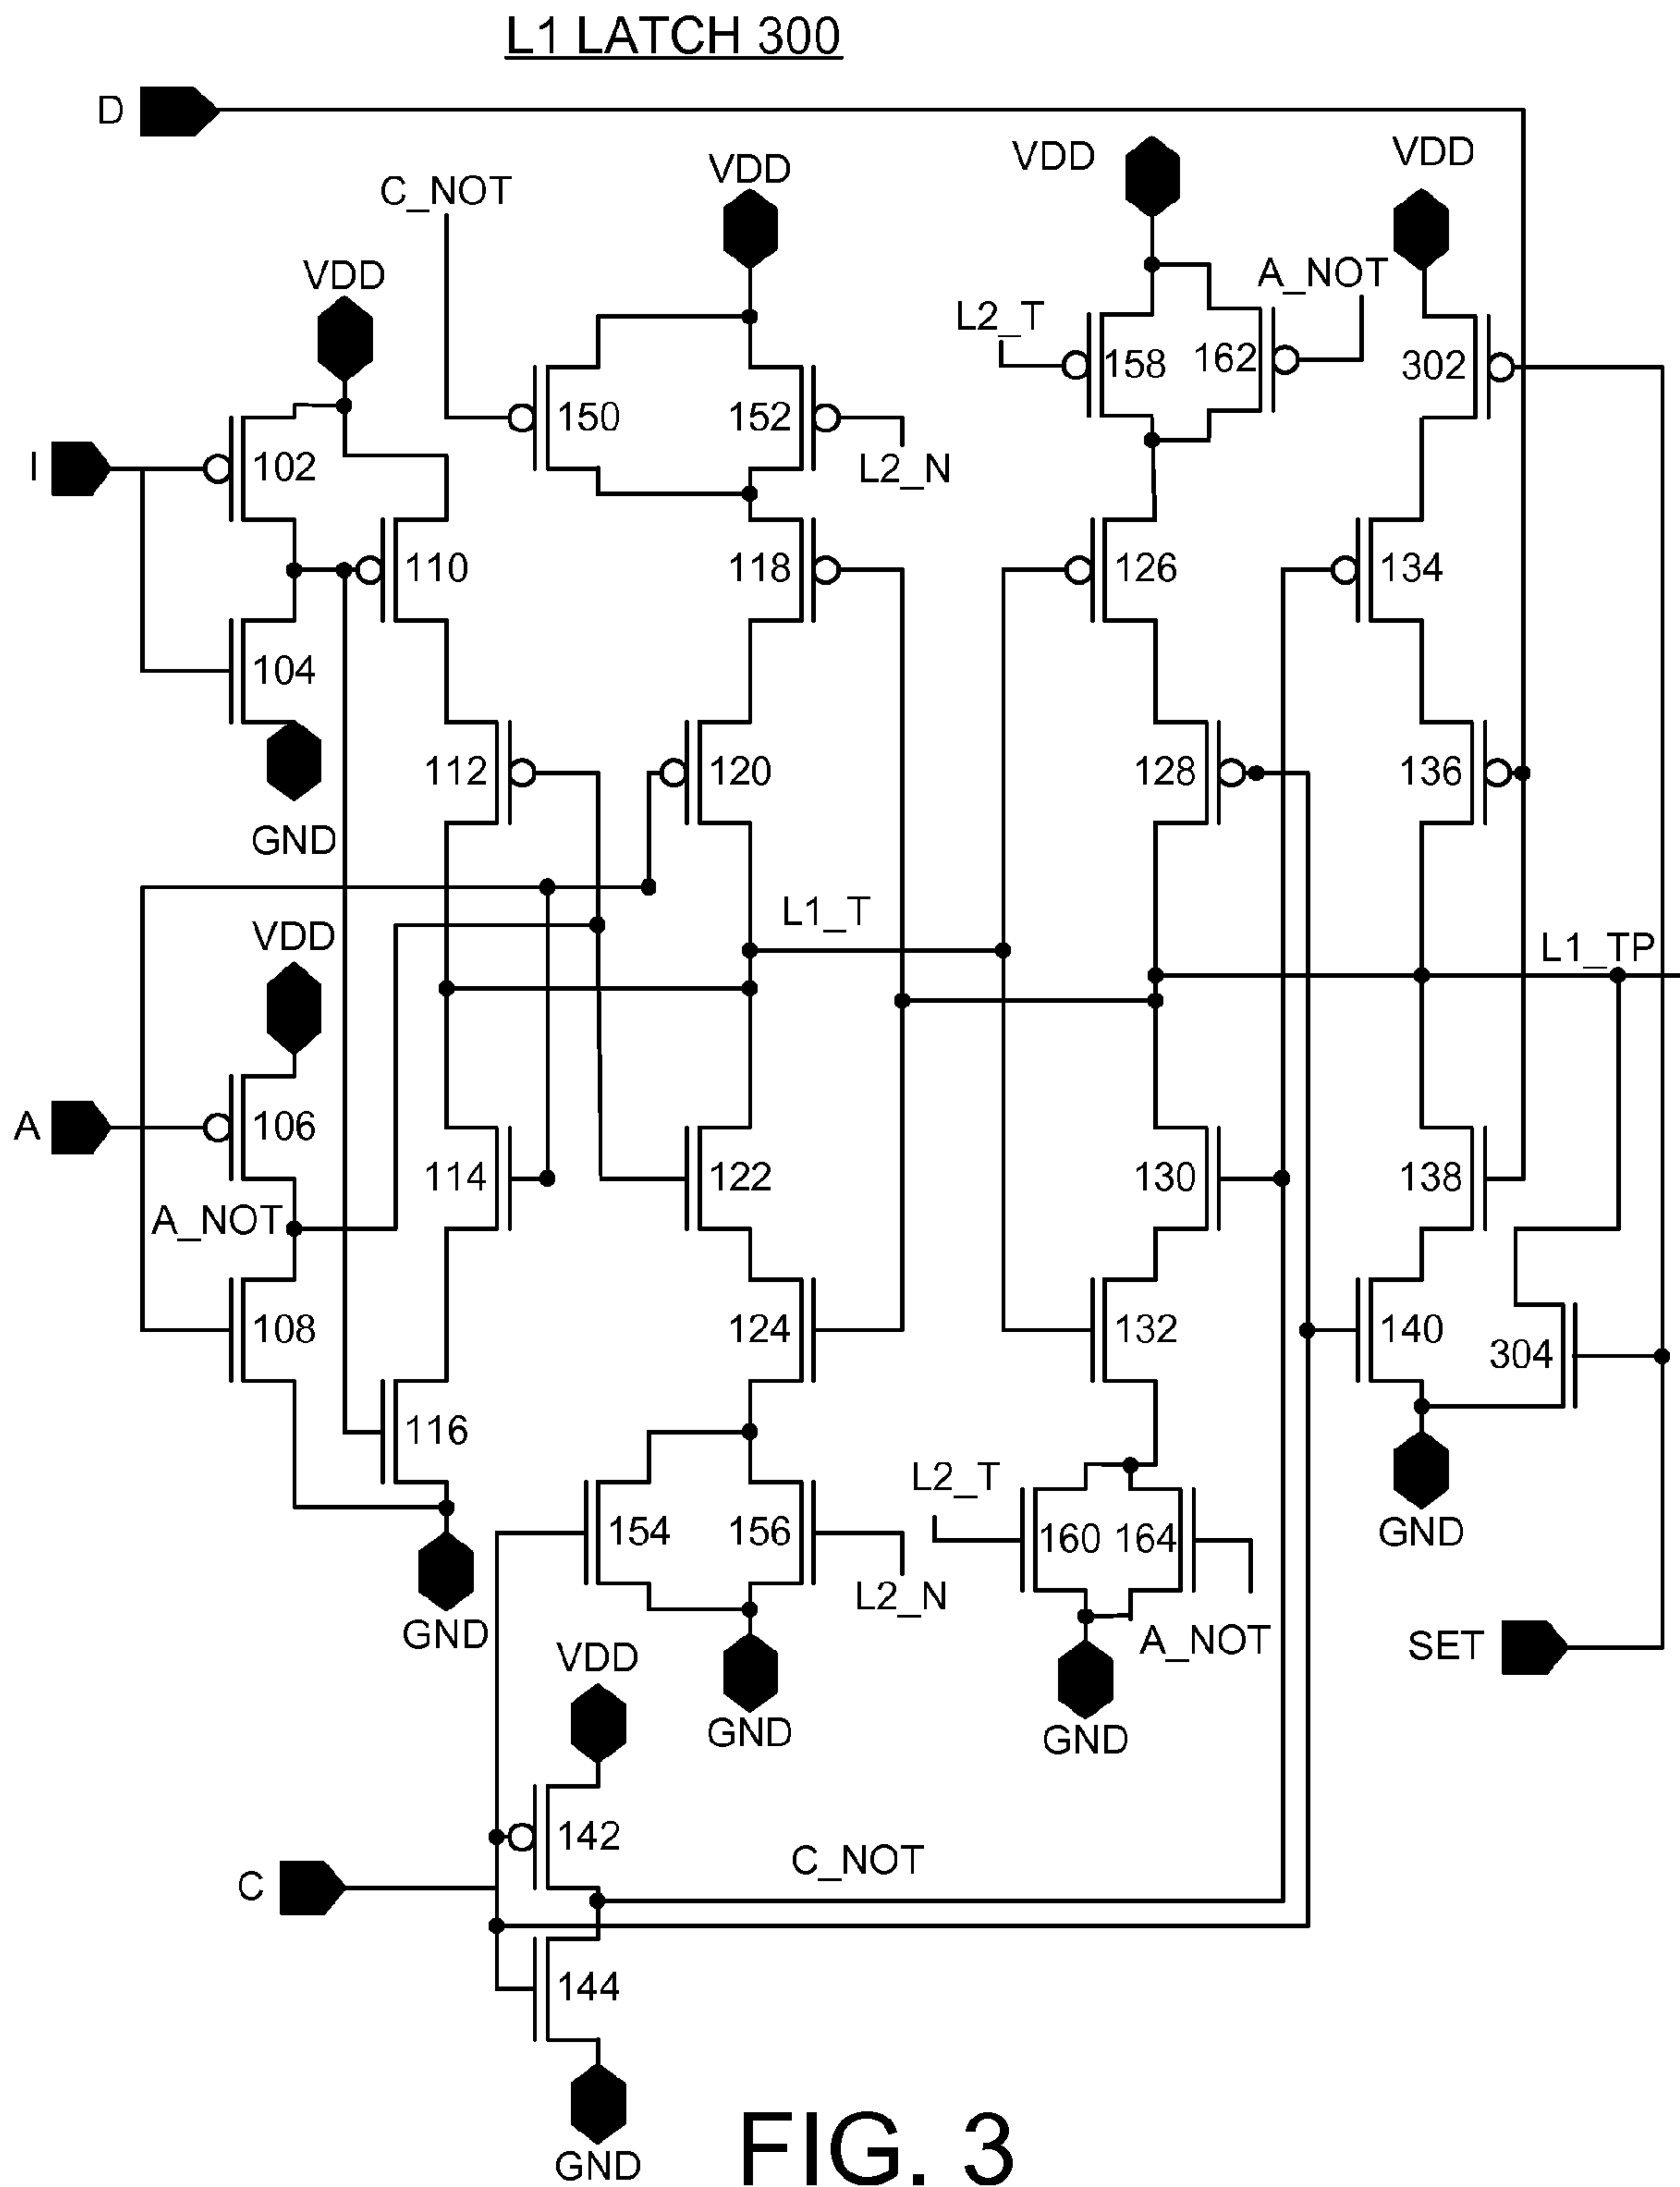 L1 LATCH 300
D
VDD
VDD
VDD
C_NOT
VDD
A_NOT
L2_T
158
162
302
150
152
I
102
L2_N
110
118
126
134
104
112
120
128
136
GND
L1_T
VDD
L1_TP
A
106
114
122
130
138
A_NOT
108
124
132
140
304
116
L2_T
154
156
160
164
GND
L2_N
GND
A_NOT
SET
VDD
GND
GND
142
C_NOT
C
144
GND
FIG. 3